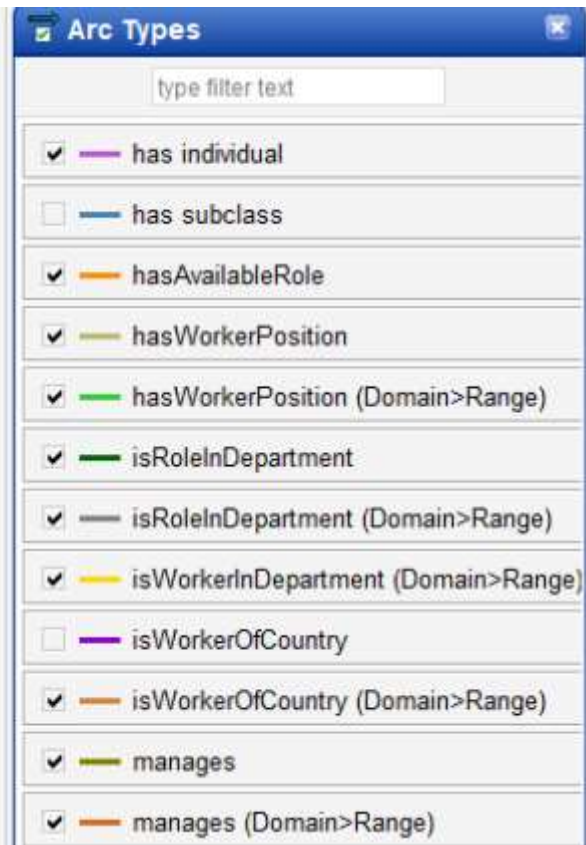 Arc Types
type filter text
has individual
has subclass
hasAvailableRole
hasWorkerPosition
hasWorkerPosition (Domain>Range)
isRoleInDepartment
isRoleInDepartment (Domain>Range)
isWorkerInDepartment (Domain>Range)
isWorkerOfCountry
isWorkerOfCountry (Domain>Range)
manages
manages (Domain>Range)